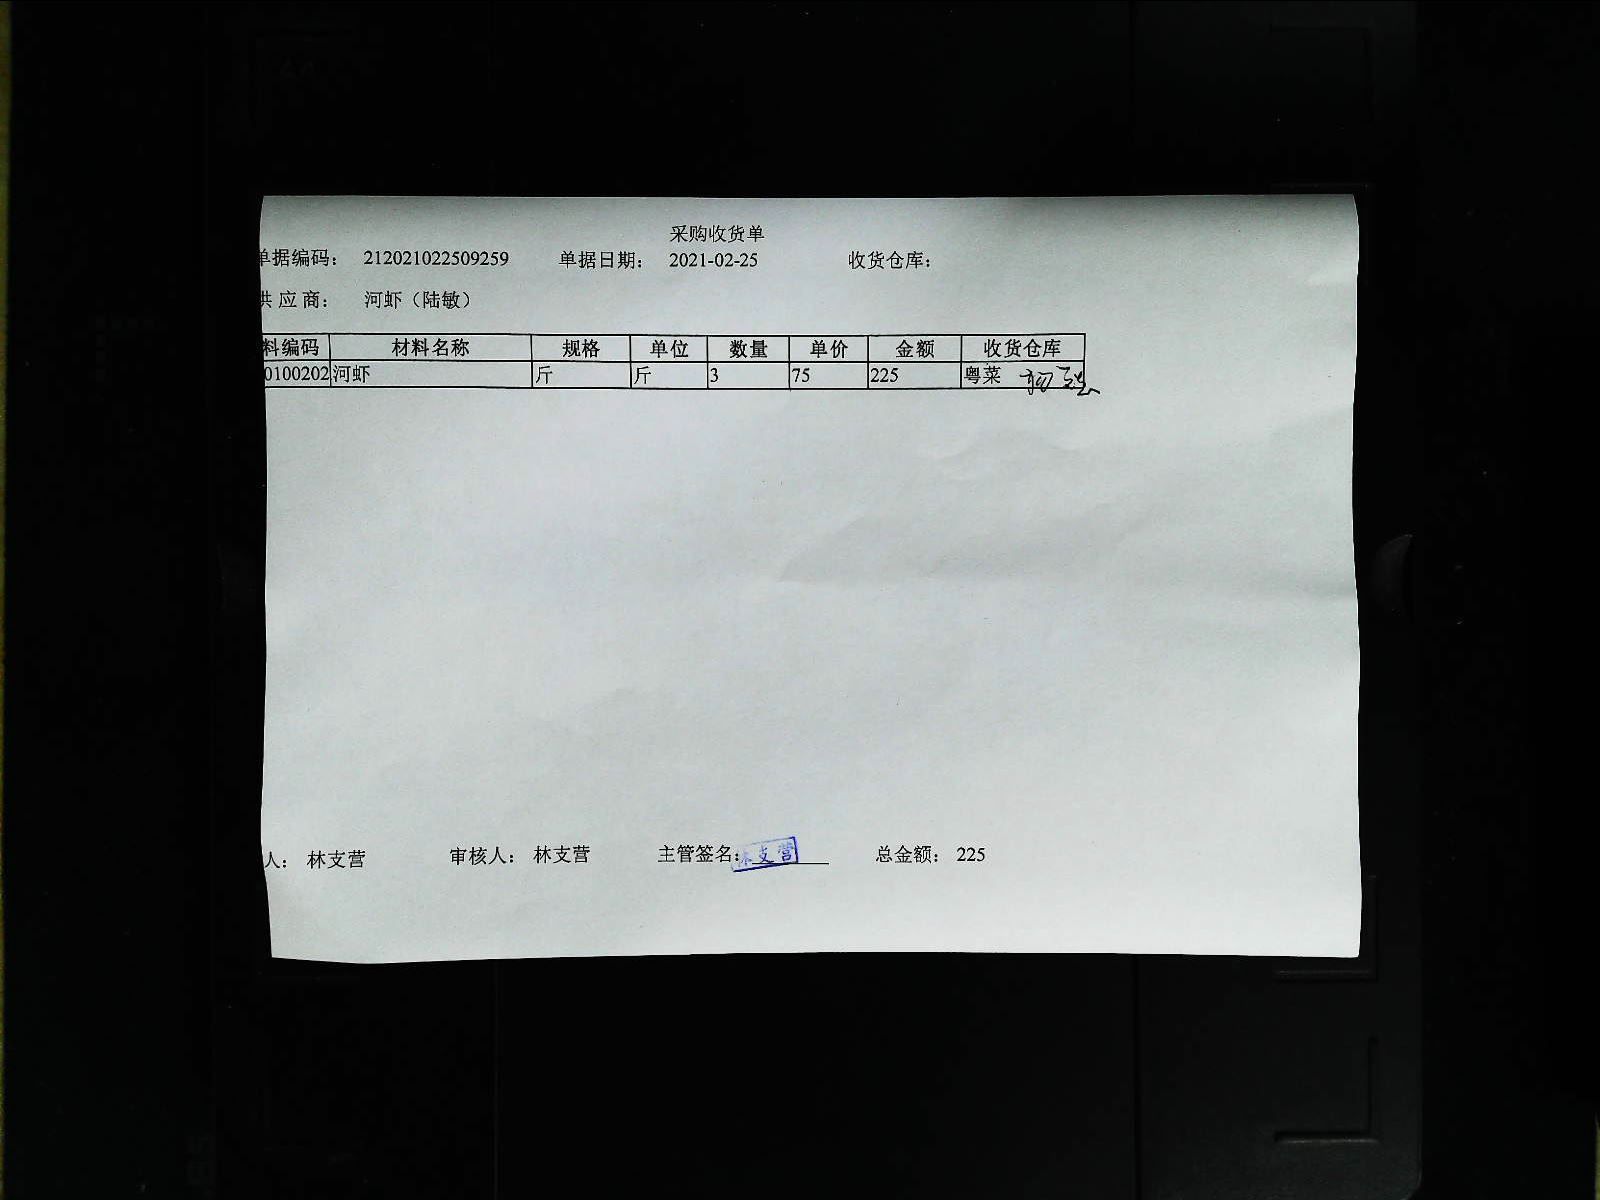 采购收货单
单据编码： 212021022509259 单据日期： 2021-02-25 收货仓库：
供 应 商： 河虾（陆敏）
料编码 材料名称 规格 单位 数量 单价 金额 收货仓库
0100202 河虾 斤 斤 3 75 225 粤菜
人： 林支营 审核人： 林支营 主管签名： 林支营 总金额： 225